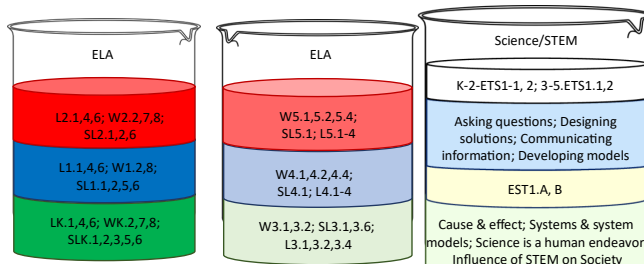 ELA
L2.1,4,6; W2.2,7,8;
SL2.1,2,6
L1.1,4,6; W1.2,8;
SL1.1,2,5,6
LK.1,4,6; WK.2,7,8;
SLK.1,2,3,5,6
ELA
W5.1,5.2,5.4;
SL5.1; L5.1-4
W4.1,4.2,4.4;
SL4.1; L4.1-4
W3.1,3.2; SL3.1,3.6;
L3.1,3.2,3.4
Science/STEM
K-2-ETS1-1, 2; 3-5.ETS1.1,2
Asking questions; Designing
solutions; Communicating
information; Developing models
EST1.A, B
Cause & effect; Systems & system
models; Science is a human endeavor
Influence of STEM on Society